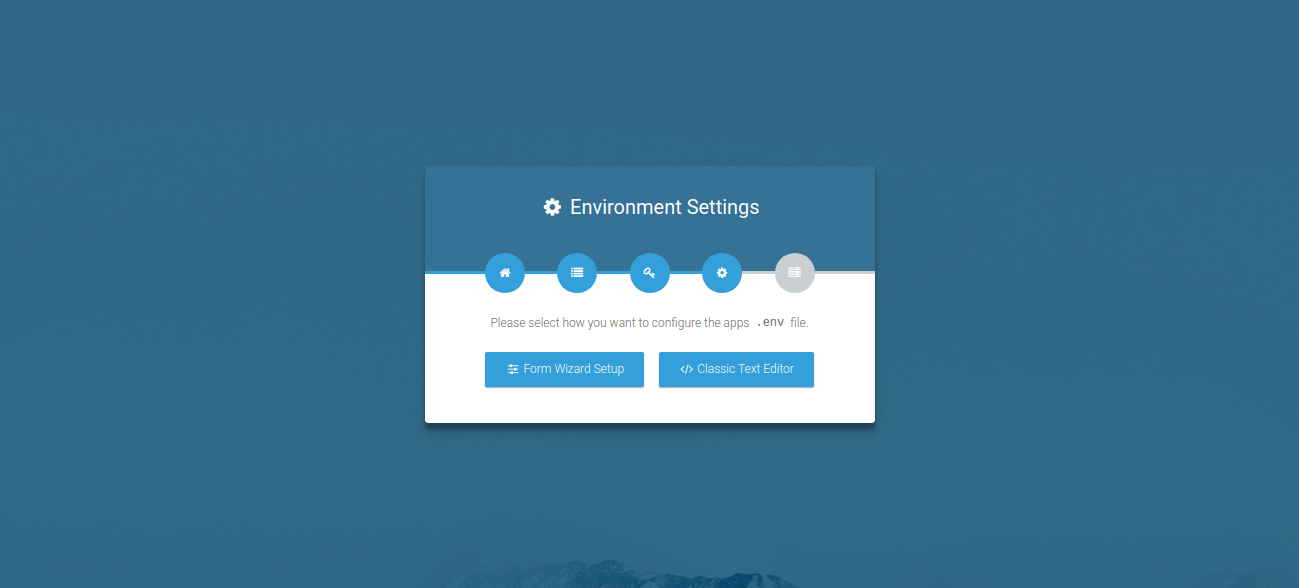 Environment Settings
Please select how you want to configure the apps .env file.
Form Wizard Setup
Classic Text Editor